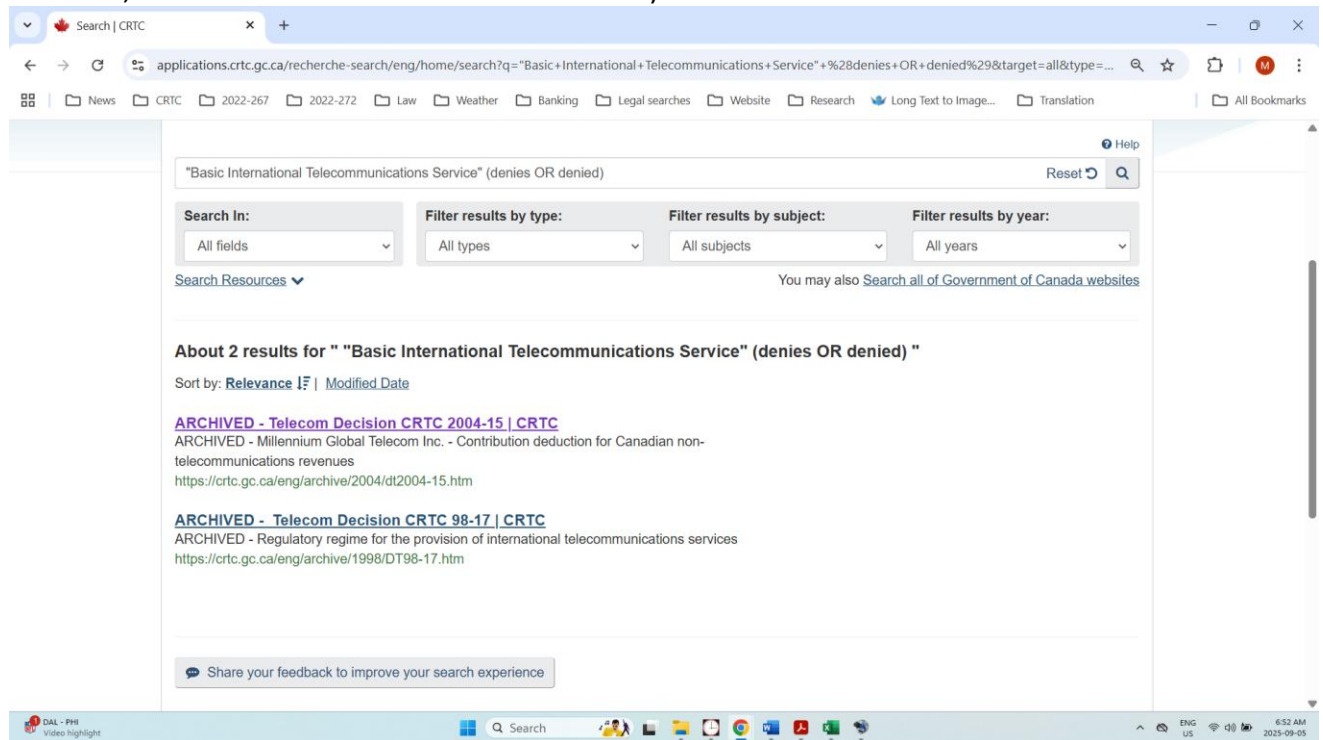 Search | CRTC
applications.crtc.gc.ca/recherche-search/eng/home/search?q="Basic+International+Telecommunications+Service"+%28denies+OR+denied%29&target=all&type=...
M
News CRTC 2022-267 2022-272 Law Weather Banking Legal searches Website Research Long Text to Image... Translation All Bookmarks
Help
"Basic International Telecommunications Service" (denies OR denied) Reset
Search In: Filter results by type: Filter results by subject: Filter results by year:
All fields All types All subjects All years
Search Resources You may also Search all of Government of Canada websites
About 2 results for " "Basic International Telecommunications Service" (denies OR denied) "
Sort by: Relevance | Modified Date
ARCHIVED - Telecom Decision CRTC 2004-15 | CRTC
ARCHIVED - Millennium Global Telecom Inc. - Contribution deduction for Canadian non-
telecommunications revenues
https://crtc.gc.ca/eng/archive/2004/dt2004-15.htm
ARCHIVED - Telecom Decision CRTC 98-17 | CRTC
ARCHIVED - Regulatory regime for the provision of international telecommunications services
https://crtc.gc.ca/eng/archive/1998/DT98-17.htm
Share your feedback to improve your search experience
1 DAL - PHI
Video highlight
Search
ENG
US
6:52 AM
2025-09-05